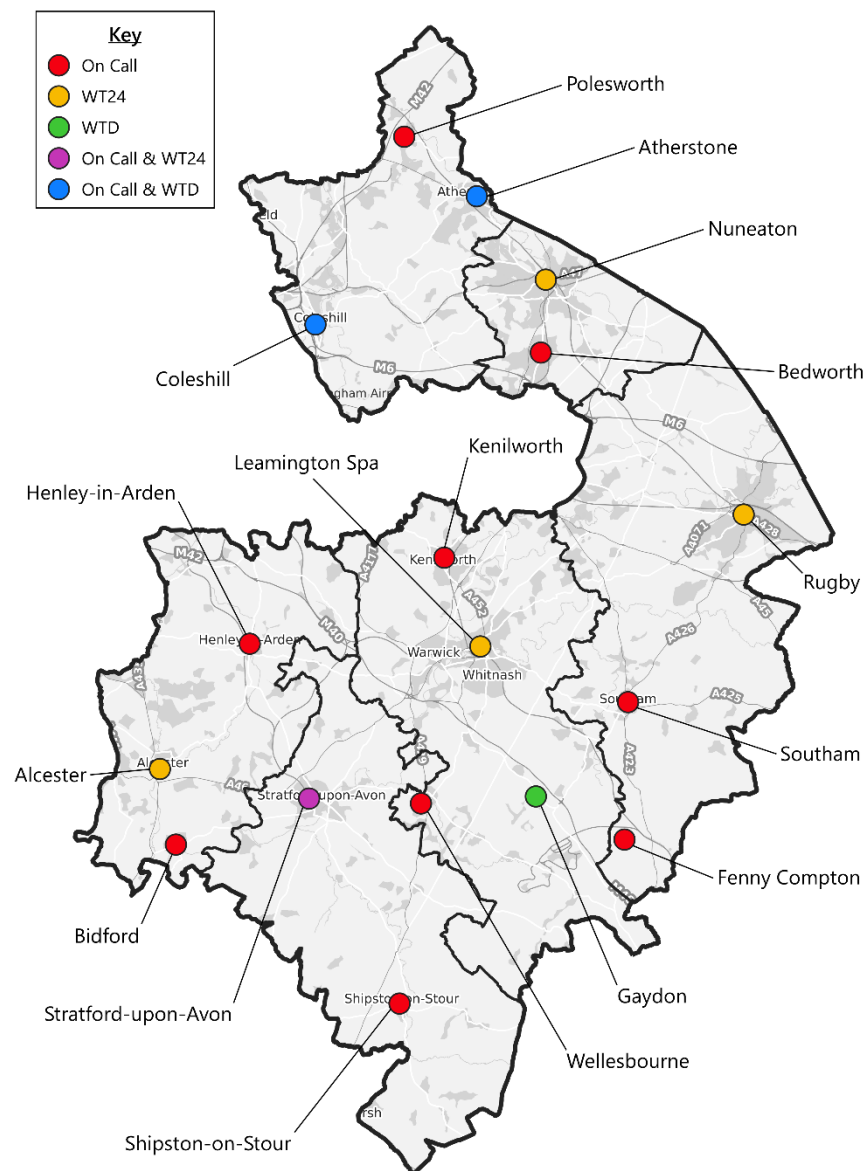 Key
On Call
WT24
WTD
On Call & WT24
On Call & WTD
M42
Polesworth
Atherstone
Nuneaton
A47
Coleshill
Coleshill
M6
Bedworth
Leamington Spa
Kenilworth
Henley-in-Arden
M6
A4071
A428
Rugby
M42
A4177
A452
A45
M40
A426
Warwick
Whitnash
A425
Southam
Alcester
A423
Stratford-upon-Avon
Fenny Compton
Bidford
Stratford-upon-Avon
Gaydon
Shipston-on-Stour
Wellesbourne
Shipston-on-Stour